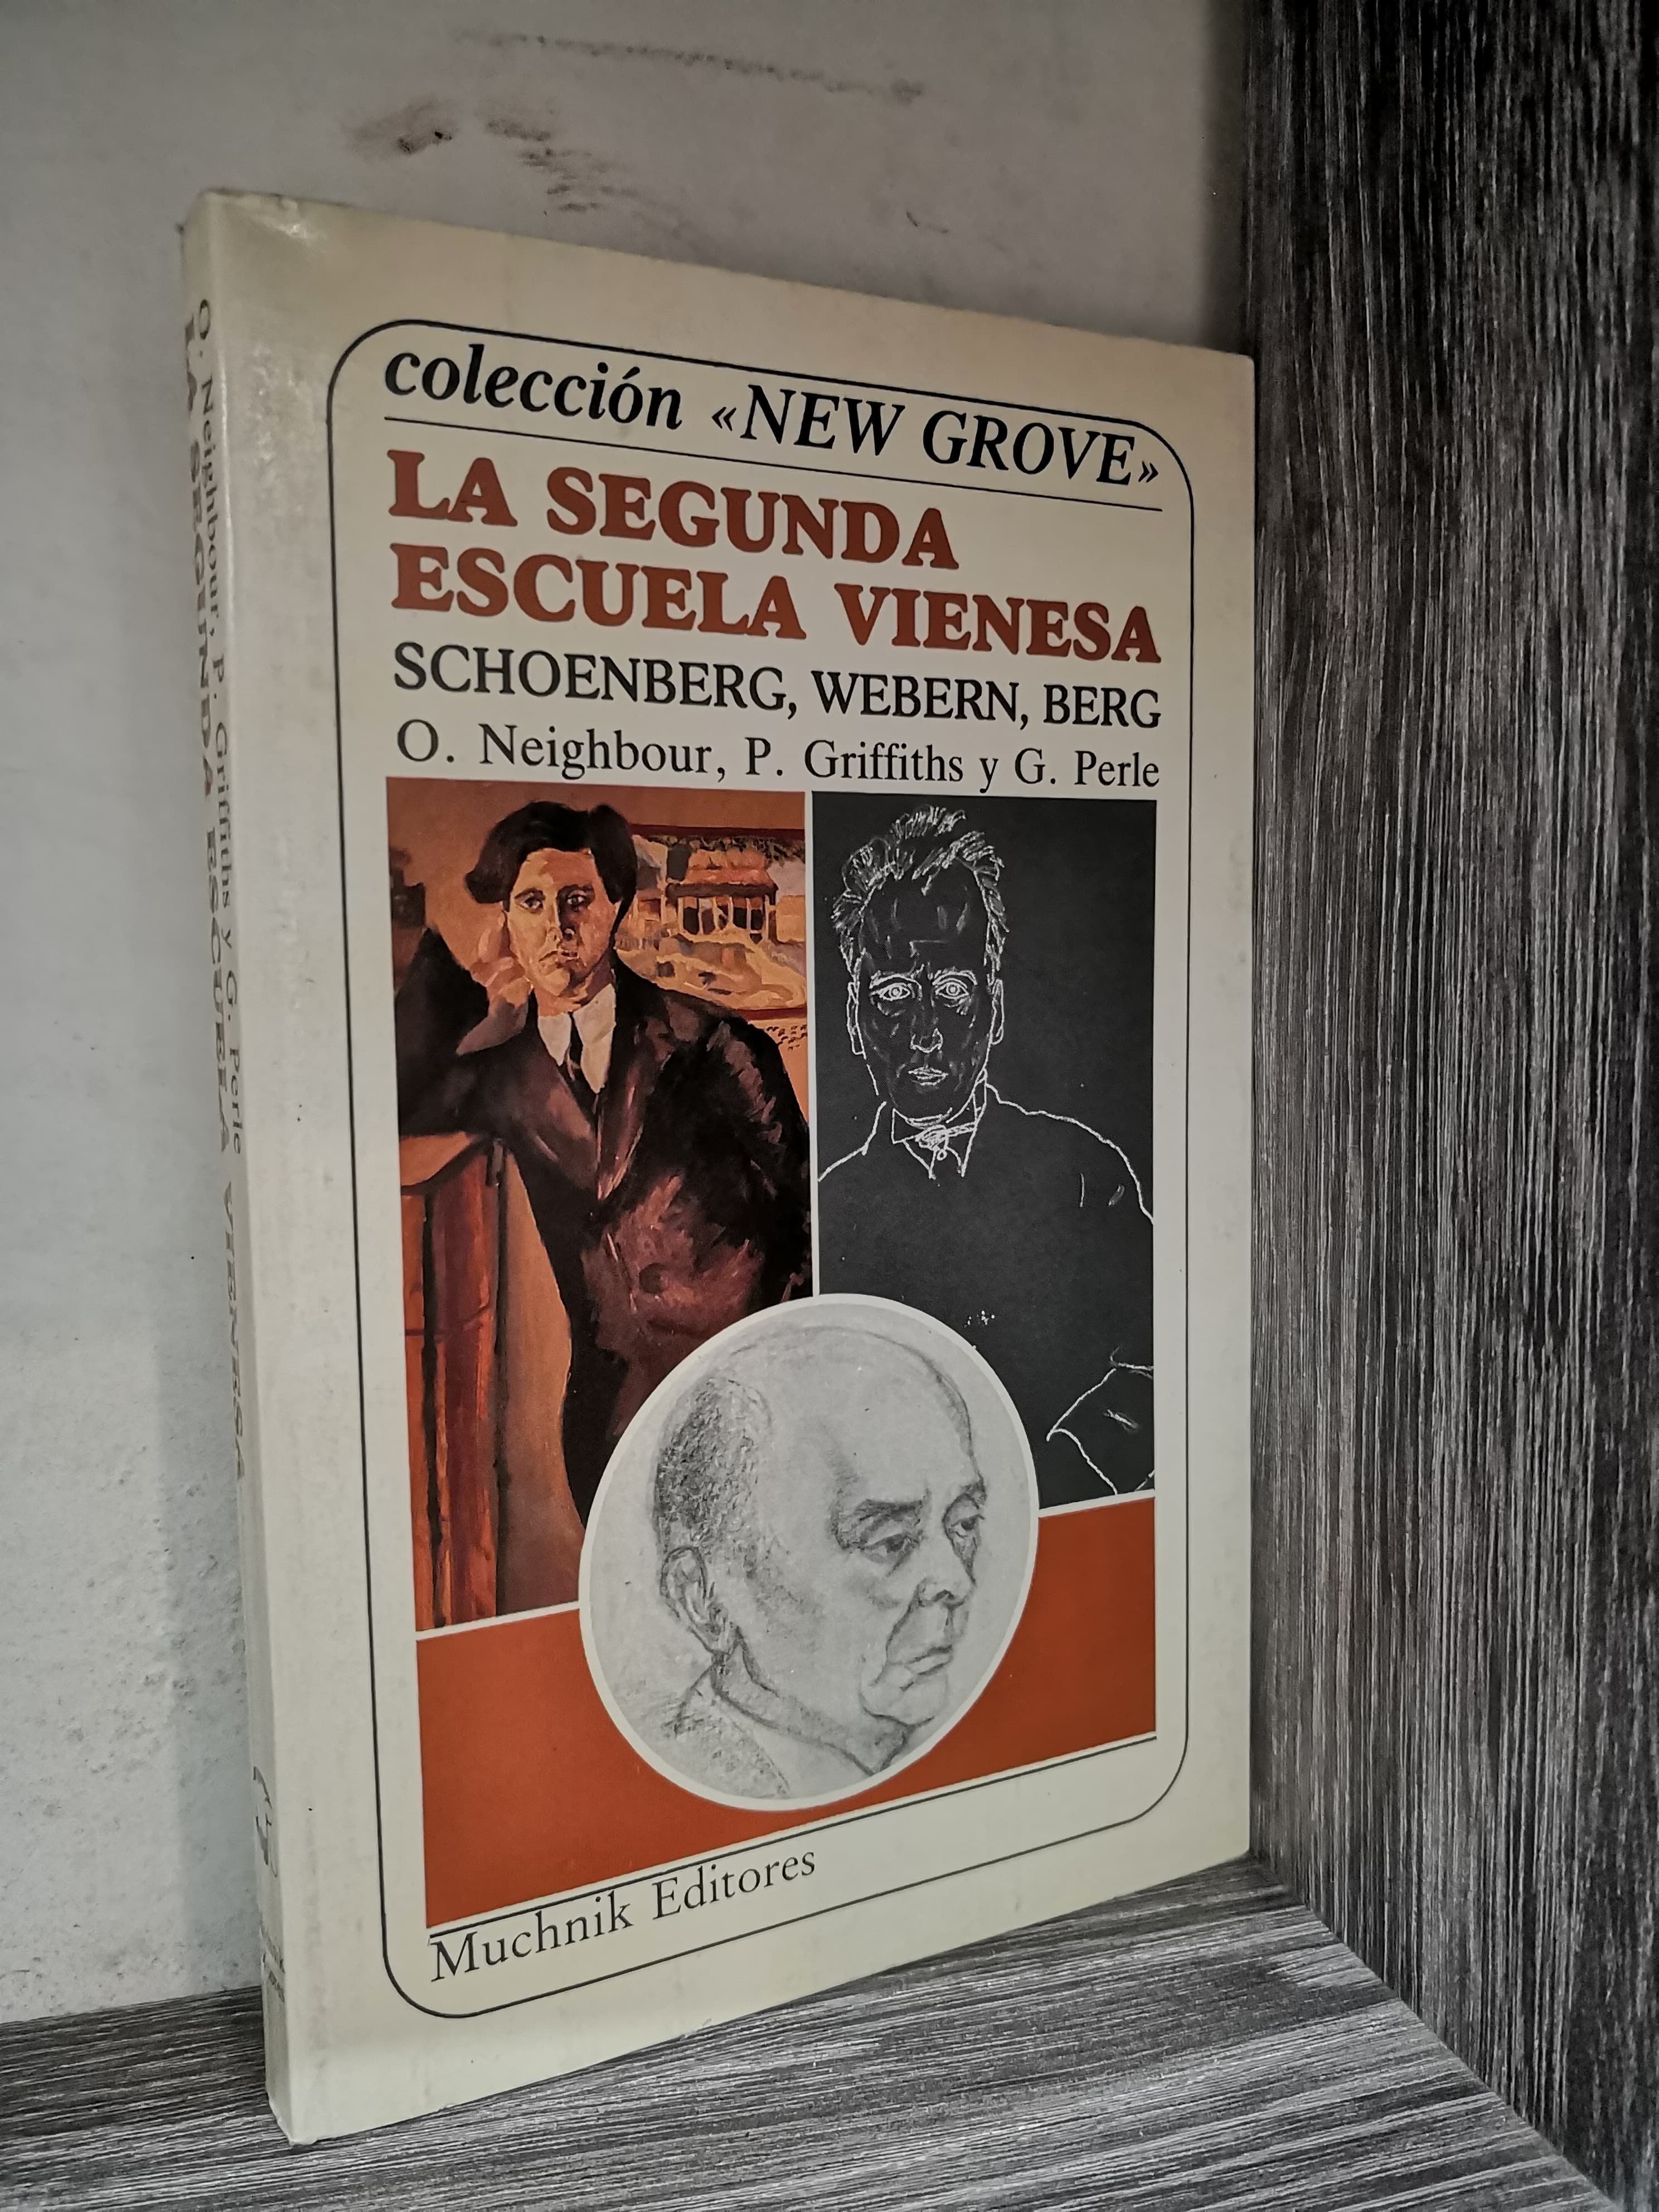 colección «NEW GROVE»
LA SEGUNDA
ESCUELA VIENESA
SCHOENBERG, WEBERN, BERG
O. Neighbour, P. Griffiths y G. Perle
Muchnik Editores
O. Neighbour, P. Griffiths y G. Perle
LA SEGUNDA ESCUELA VIENESA